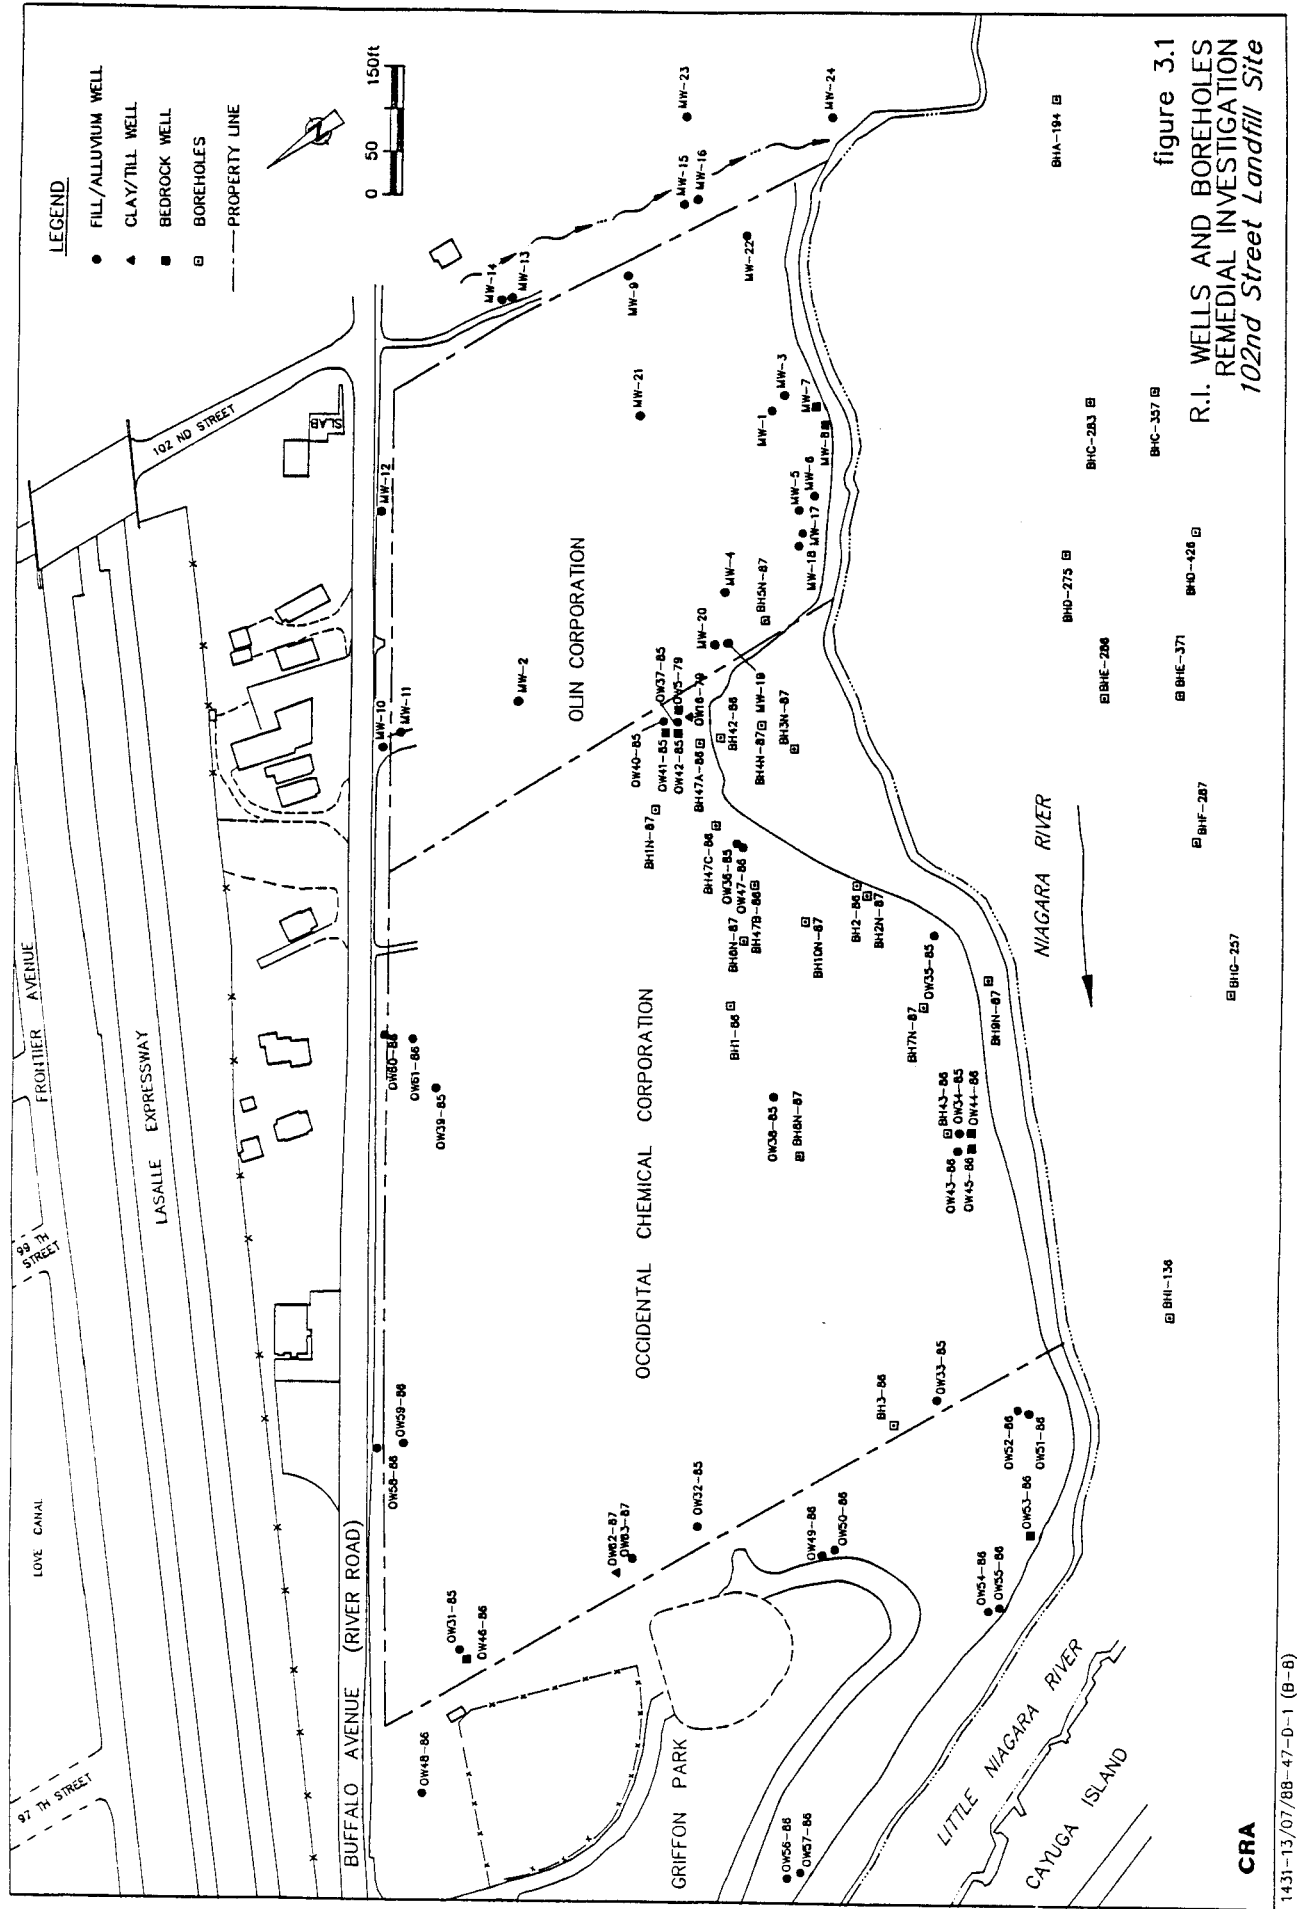 LEGEND
FILL/ALLUVIUM WELL
CLAY/TILL WELL
BEDROCK WELL
BOREHOLES
PROPERTY LINE
N
0
50
150ft
figure 3.1
R.I. WELLS AND BOREHOLES
REMEDIAL INVESTIGATION
102nd Street Landfill Site
LOVE CANAL
97 TH STREET
99 TH
STREET
FRONTIER AVENUE
LASALLE EXPRESSWAY
102 ND STREET
SLAB
BUFFALO AVENUE (RIVER ROAD)
OW48-86
OW31-85
OW46-86
OW58-86
OW59-86
OW39-85
OW60-86
OW61-86
MW-10
MW-11
MW-12
MW-14
MW-13
MW-2
OLIN CORPORATION
OCCIDENTAL CHEMICAL CORPORATION
GRIFFON PARK
OW62-87
OW63-87
OW32-85
MW-21
MW-9
MW-15
MW-16
MW-23
MW-22
MW-24
OW40-85
OW37-85
OW41-85
OW5-79
OW42-85
OW18-79
BH47A-86
BH42-86
BH1N-87
BH4N-87
MW-19
MW-20
MW-4
BH3N-87
BH5N-87
BH47C-86
OW36-85
OW47-86
BH47B-86
BH6N-87
BH1-86
BH10N-87
BH2-86
BH2N-87
MW-1
MW-3
MW-7
MW-8
MW-5
MW-6
MW-17
MW-18
OW38-85
BH8N-87
OW35-85
BH7N-87
BH9N-87
BH43-86
OW34-85
OW44-86
OW43-86
OW45-86
BH3-86
OW33-85
OW49-86
OW50-86
OW52-86
OW51-86
OW53-86
OW54-86
OW55-86
OW56-86
OW57-86
NIAGARA RIVER
LITTLE NIAGARA RIVER
CAYUGA ISLAND
BHA-194
BHC-283
BHC-357
BHD-275
BHD-426
BHE-286
BHE-371
BHF-287
BHG-257
BHI-136
CRA
1431-13/07/88-47-D-1 (B-8)